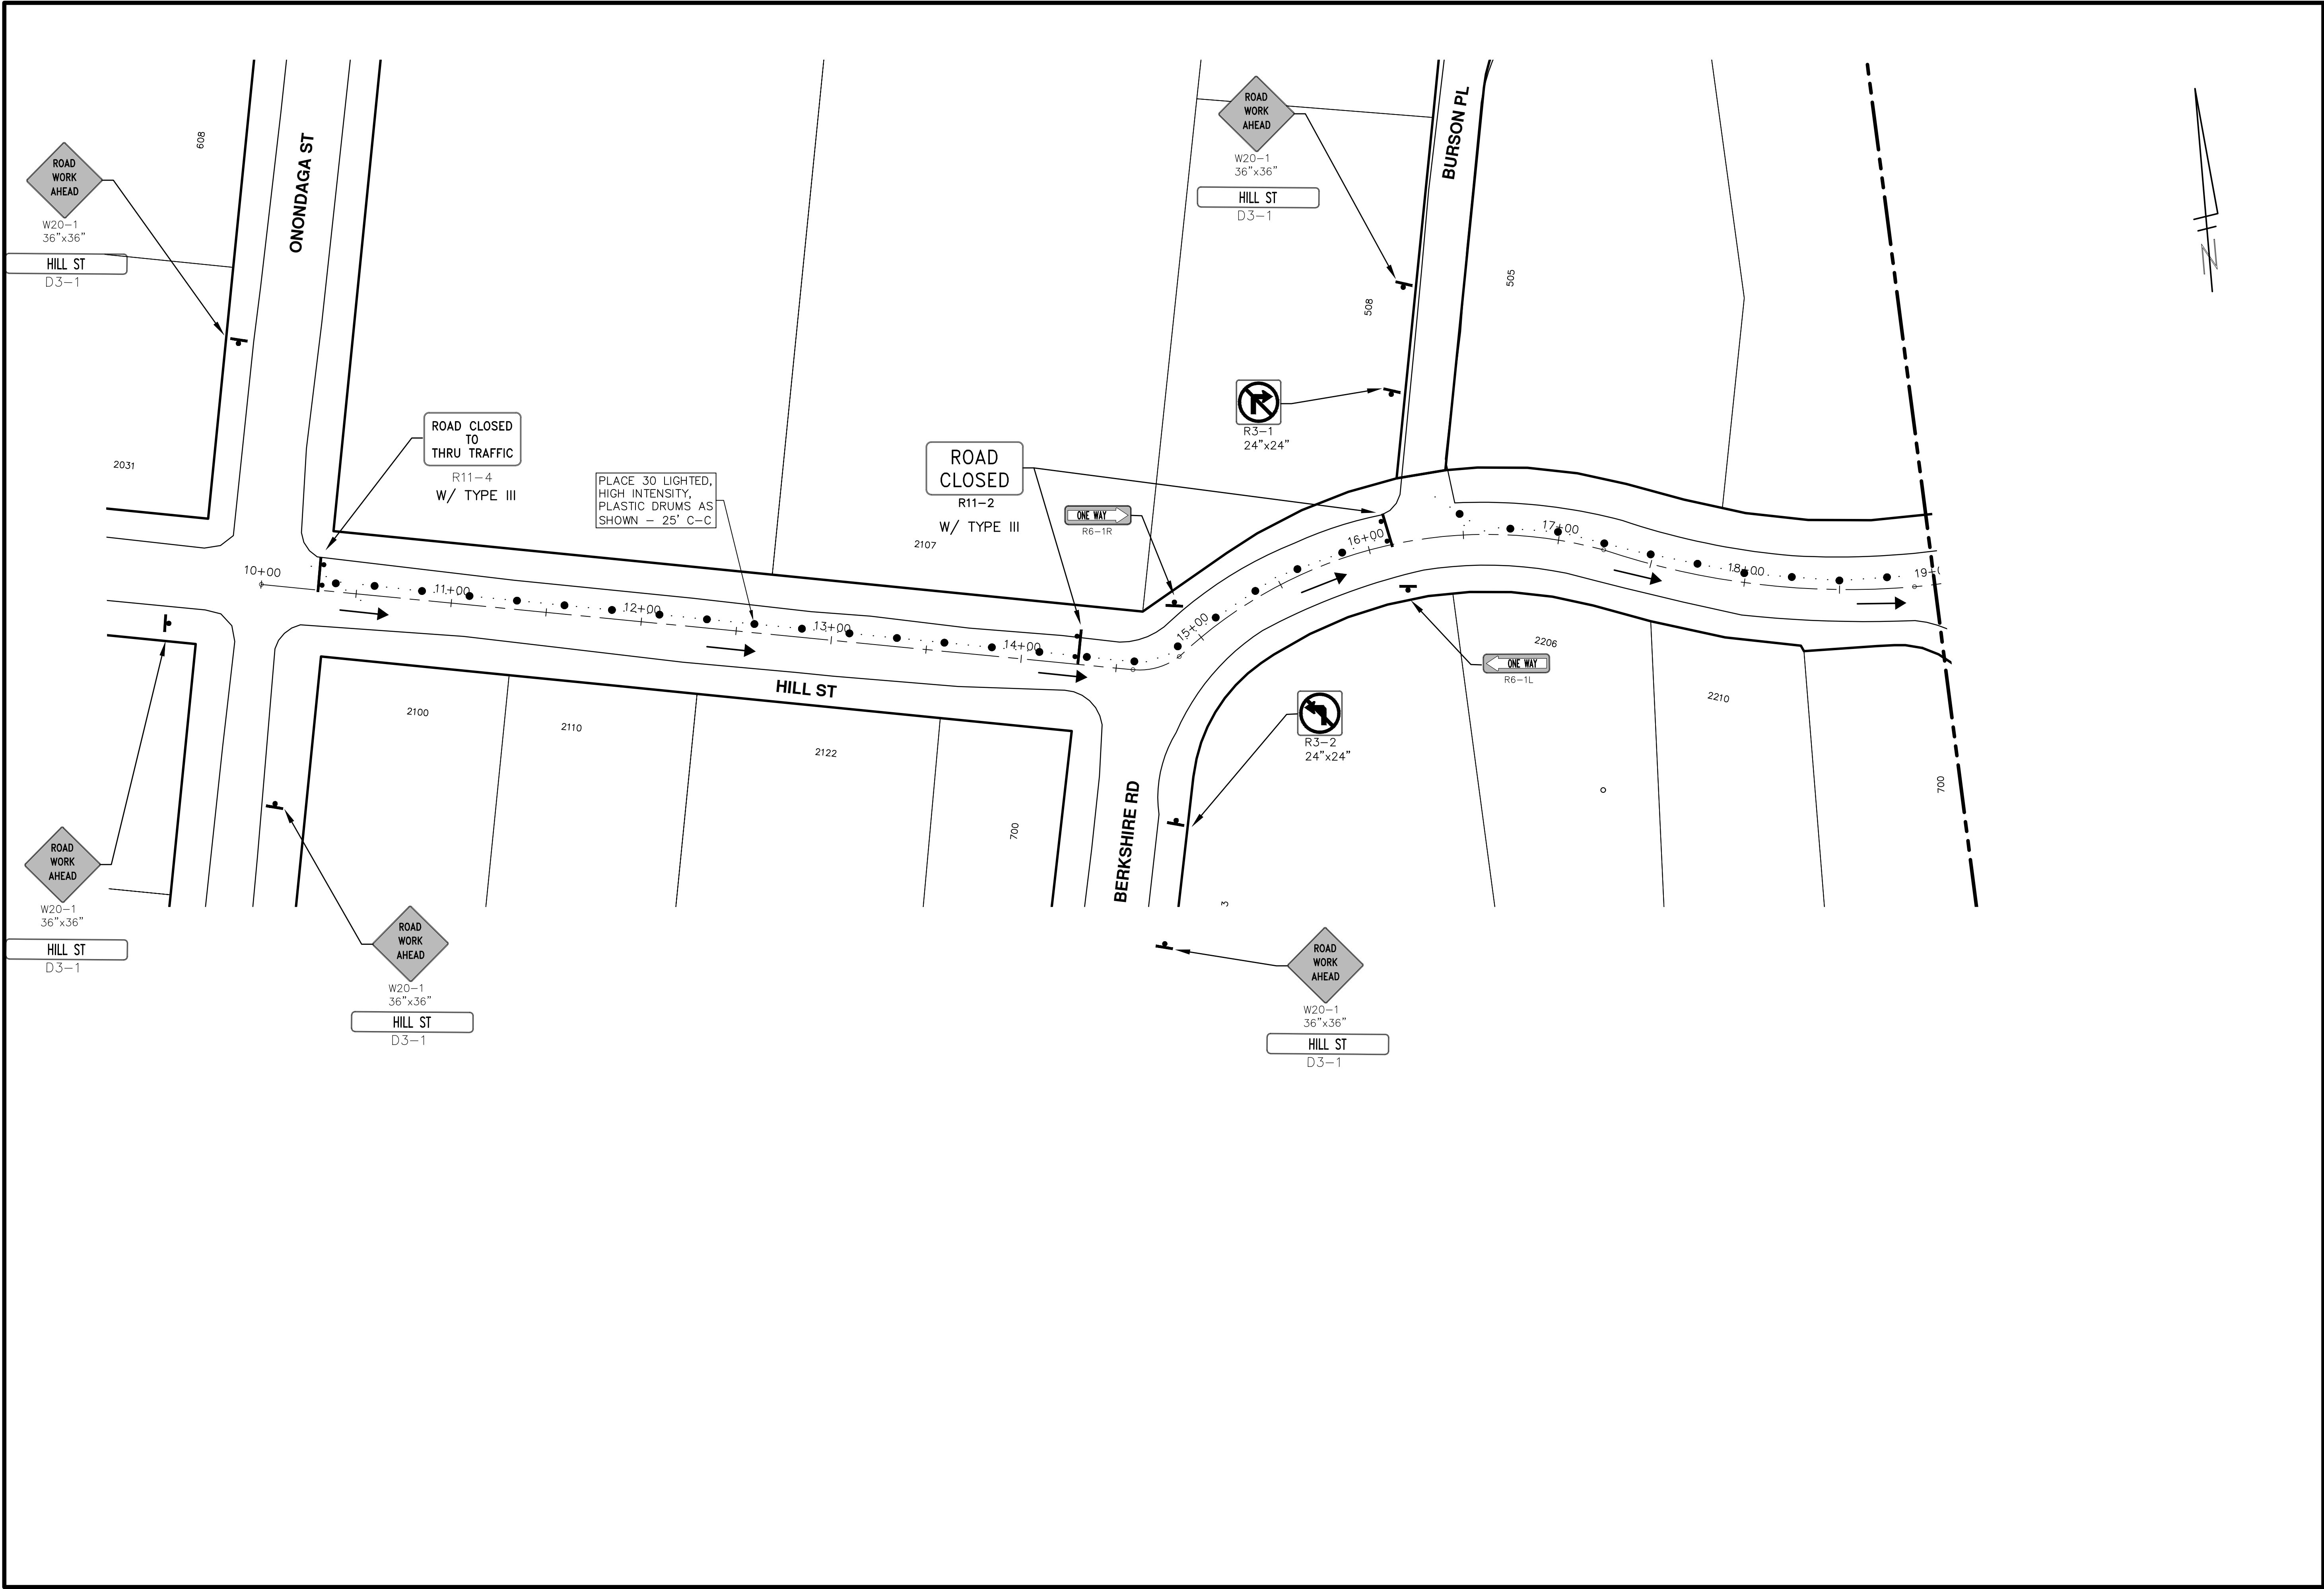 ROAD
WORK
AHEAD
W20-1
36"x36"
HILL ST
D3-1
608
ONONDAGA ST
2031
ROAD CLOSED
TO
THRU TRAFFIC
R11-4
W/ TYPE III
PLACE 30 LIGHTED,
HIGH INTENSITY,
PLASTIC DRUMS AS
SHOWN - 25' C-C
ROAD
CLOSED
R11-2
W/ TYPE III
2107
ONE WAY
R6-1R
ROAD
WORK
AHEAD
W20-1
36"x36"
HILL ST
D3-1
BURSON PL
508
505
R3-1
24"x24"
N
10+00
11+00
12+00
13+00
14+00
15+00
16+00
17+00
18+00
HILL ST
2100
2110
2122
700
BERKSHIRE RD
ONE WAY
R6-1L
2206
2210
700
R3-2
24"x24"
3
ROAD
WORK
AHEAD
W20-1
36"x36"
HILL ST
D3-1
ROAD
WORK
AHEAD
W20-1
36"x36"
HILL ST
D3-1
ROAD
WORK
AHEAD
W20-1
36"x36"
HILL ST
D3-1